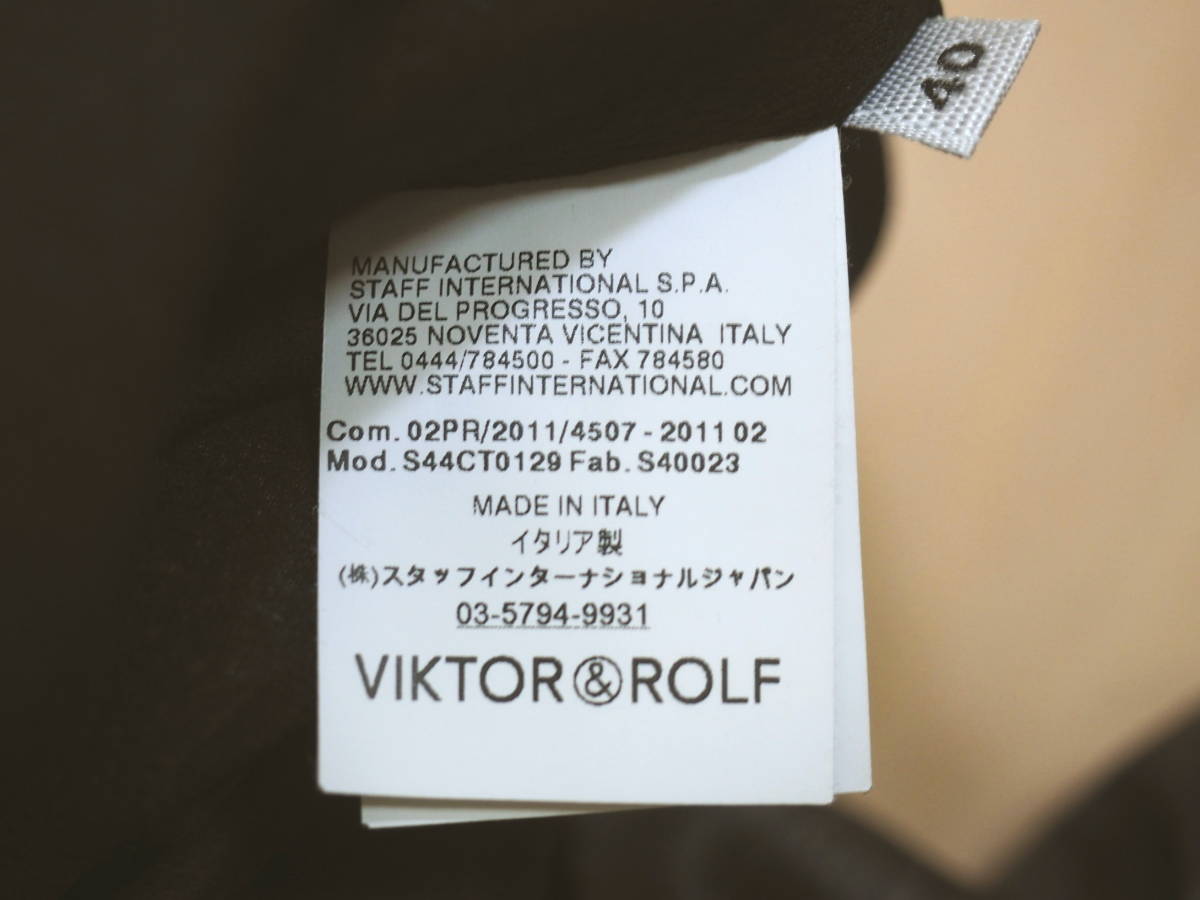 40
MANUFACTURED BY
STAFF INTERNATIONAL S.P.A.
VIA DEL PROGRESSO, 10
36025 NOVENTA VICENTINA ITALY
TEL 0444/784500 - FAX 784580
WWW.STAFFINTERNATIONAL.COM
Com. 02PR/2011/4507 - 2011 02
Mod. S44CT0129 Fab. S40023
MADE IN ITALY
イタリア製
(株)スタッフインターナショナルジャパン
03-5794-9931
VIKTOR&ROLF